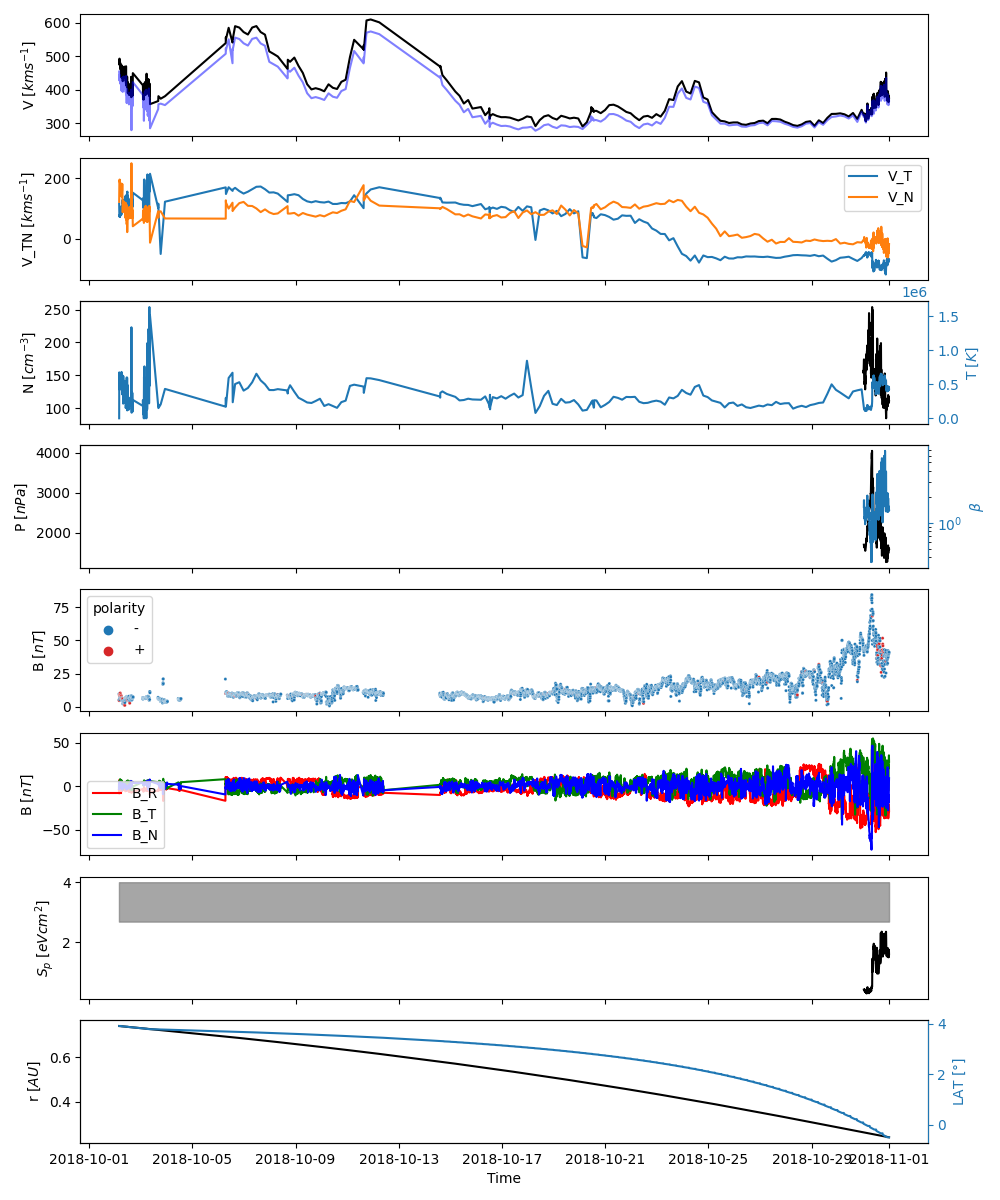 600
500
400
300
V [kms⁻¹]
200
0
V_TN [kms⁻¹]
V_T
V_N
1e6
250
200
150
100
N [cm⁻³]
1.5
1.0
0.5
0.0
T [K]
4000
3000
2000
P [nPa]
10⁰
β
75
50
25
0
B [nT]
polarity
-
+
50
0
−50
B [nT]
B_R
B_T
B_N
4
2
Sₚ [eVcm²]
0.6
0.4
r [AU]
4
2
0
LAT [°]
2018-10-01 2018-10-05 2018-10-09 2018-10-13 2018-10-17 2018-10-21 2018-10-25 2018-10-29 2018-11-01
Time